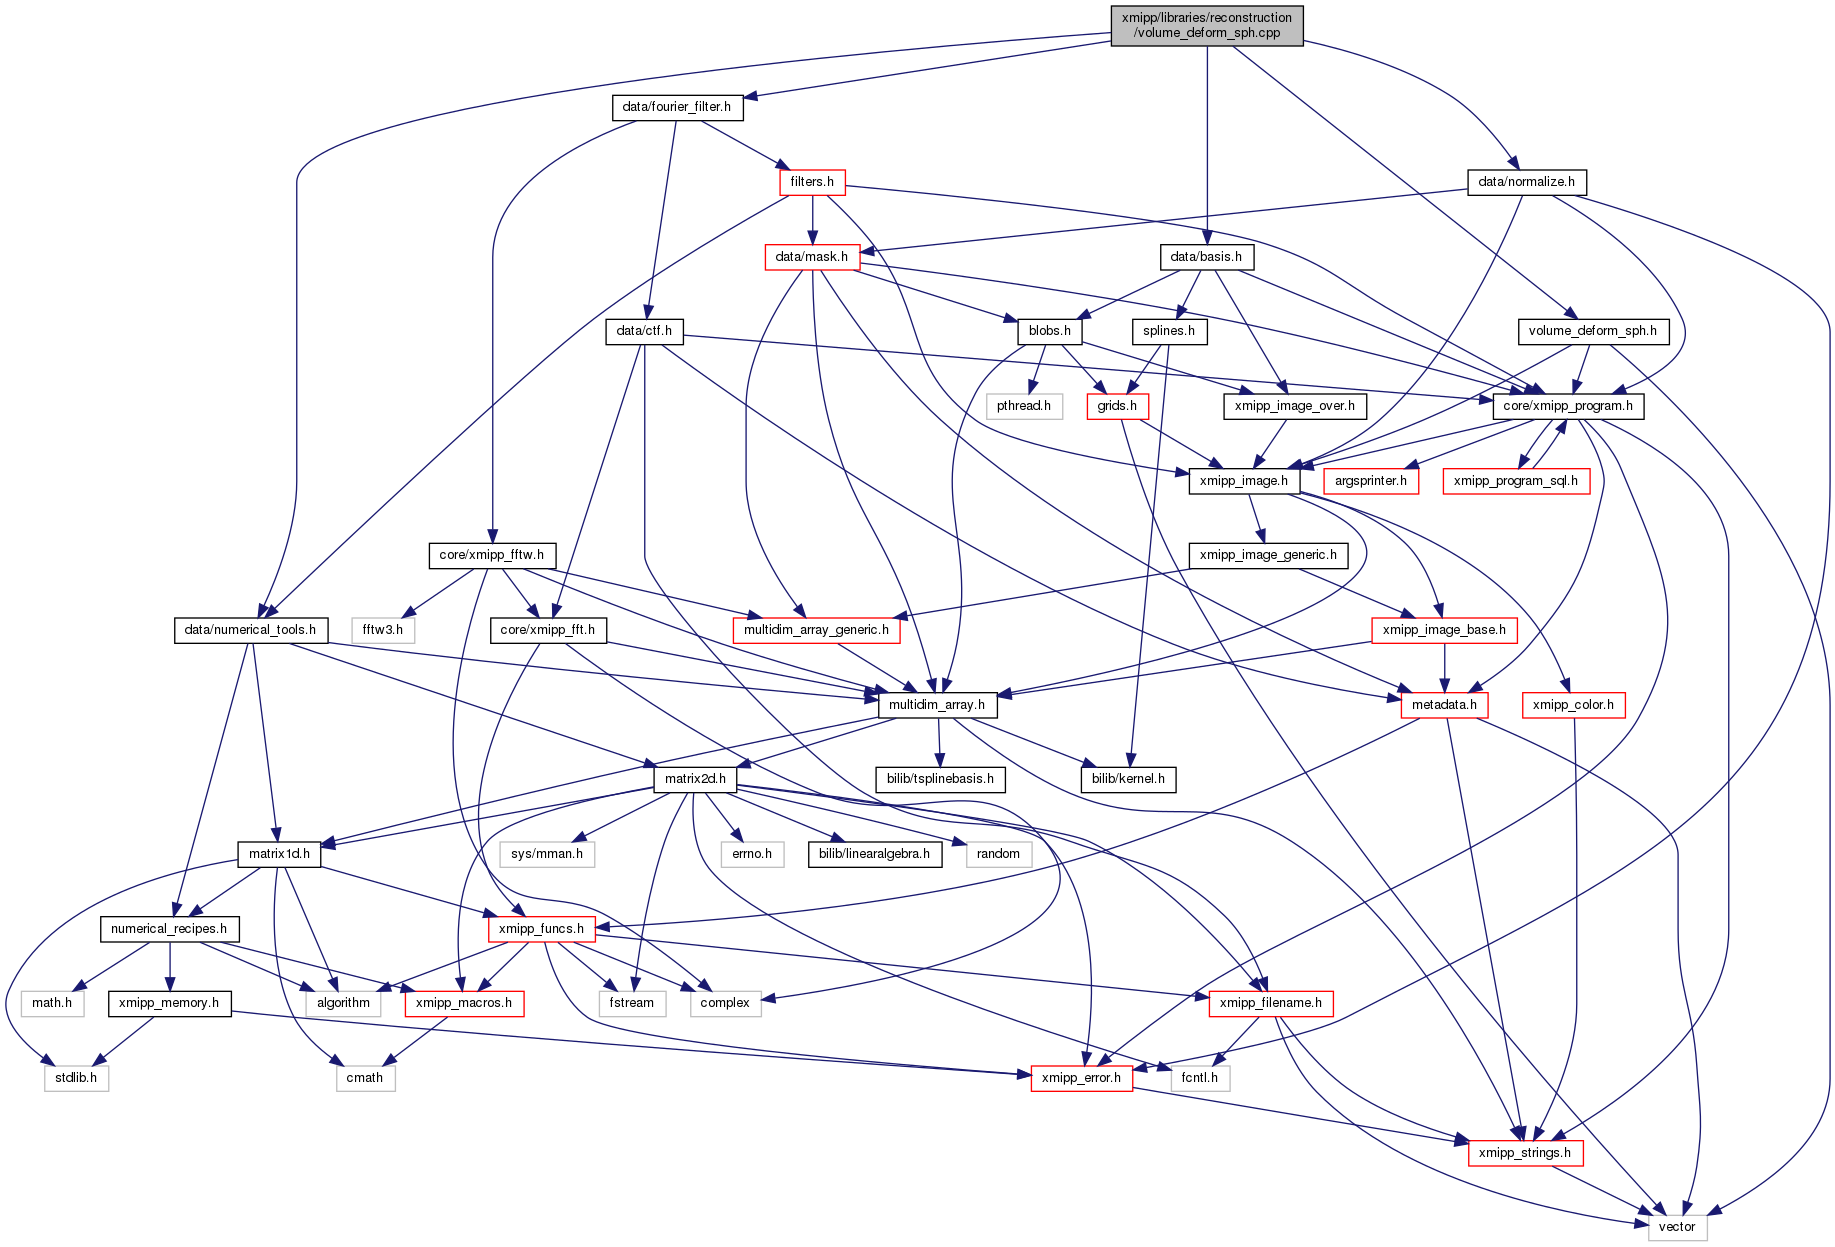 xmipp/libraries/reconstruction
/volume_deform_sph.cpp
data/fourier_filter.h
filters.h
data/normalize.h
data/mask.h
data/basis.h
data/ctf.h
blobs.h
splines.h
volume_deform_sph.h
pthread.h
grids.h
xmipp_image_over.h
core/xmipp_program.h
xmipp_image.h
argsprinter.h
xmipp_program_sql.h
core/xmipp_fftw.h
xmipp_image_generic.h
data/numerical_tools.h
fftw3.h
core/xmipp_fft.h
multidim_array_generic.h
xmipp_image_base.h
multidim_array.h
metadata.h
xmipp_color.h
matrix2d.h
bilib/tsplinebasis.h
bilib/kernel.h
matrix1d.h
sys/mman.h
errno.h
bilib/linearalgebra.h
random
numerical_recipes.h
xmipp_funcs.h
math.h
xmipp_memory.h
algorithm
xmipp_macros.h
fstream
complex
xmipp_filename.h
stdlib.h
cmath
xmipp_error.h
fcntl.h
xmipp_strings.h
vector